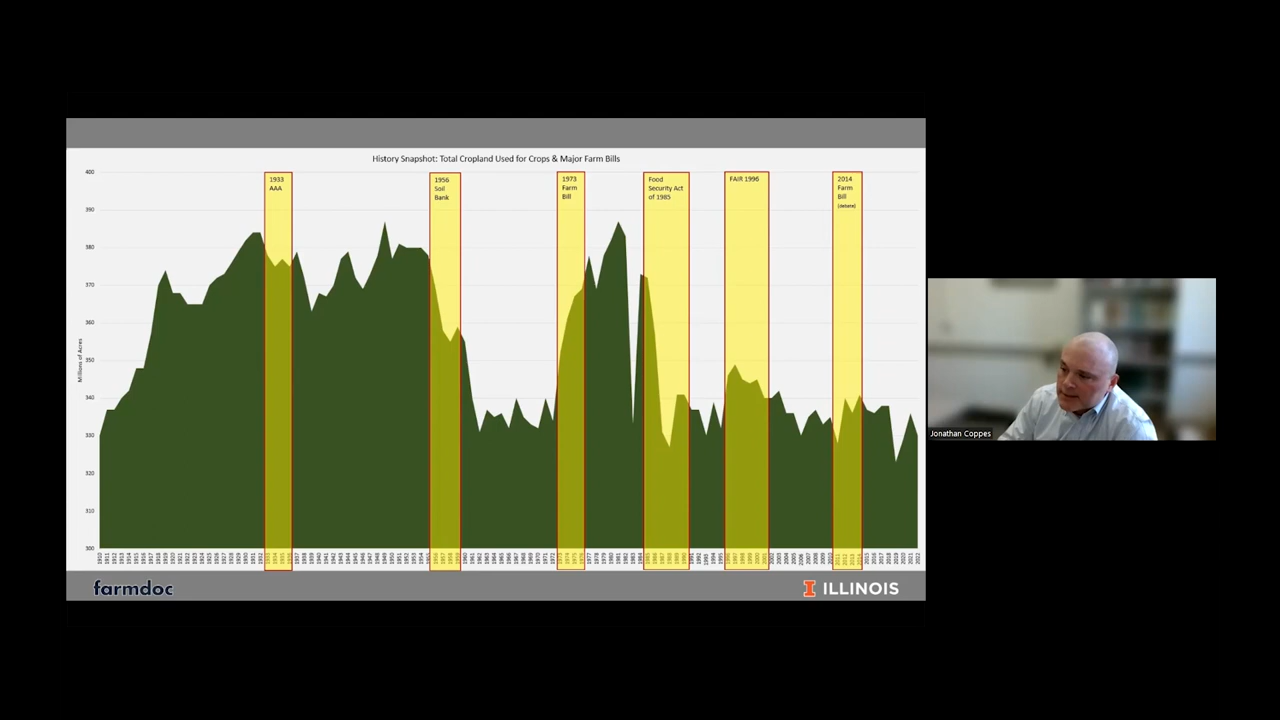 History Snapshot: Total Cropland Used for Crops & Major Farm Bills
400
390
380
370
360
350
340
330
320
310
300
Millions of Acres
1933
AAA
1956
Soil
Bank
1973
Farm
Bill
Food
Security Act
of 1985
FAIR 1996
2014
Farm
Bill
(debate)
Jonathan Coppes
farmdoc
I ILLINOIS